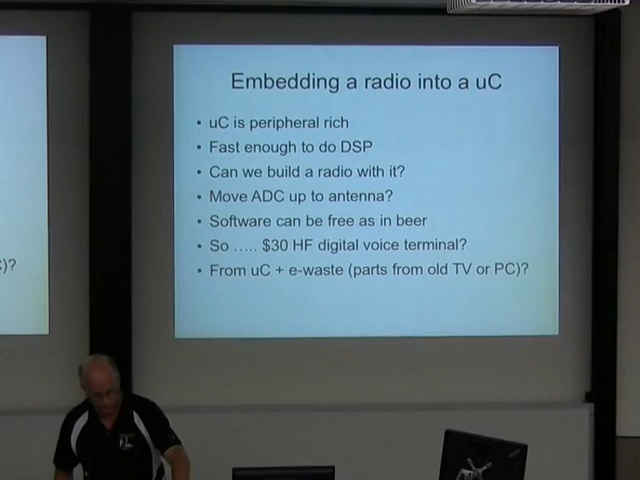 Embedding a radio into a uC
• uC is peripheral rich
• Fast enough to do DSP
• Can we build a radio with it?
• Move ADC up to antenna?
• Software can be free as in beer
• So ..... $30 HF digital voice terminal?
• From uC + e-waste (parts from old TV or PC)?
)?